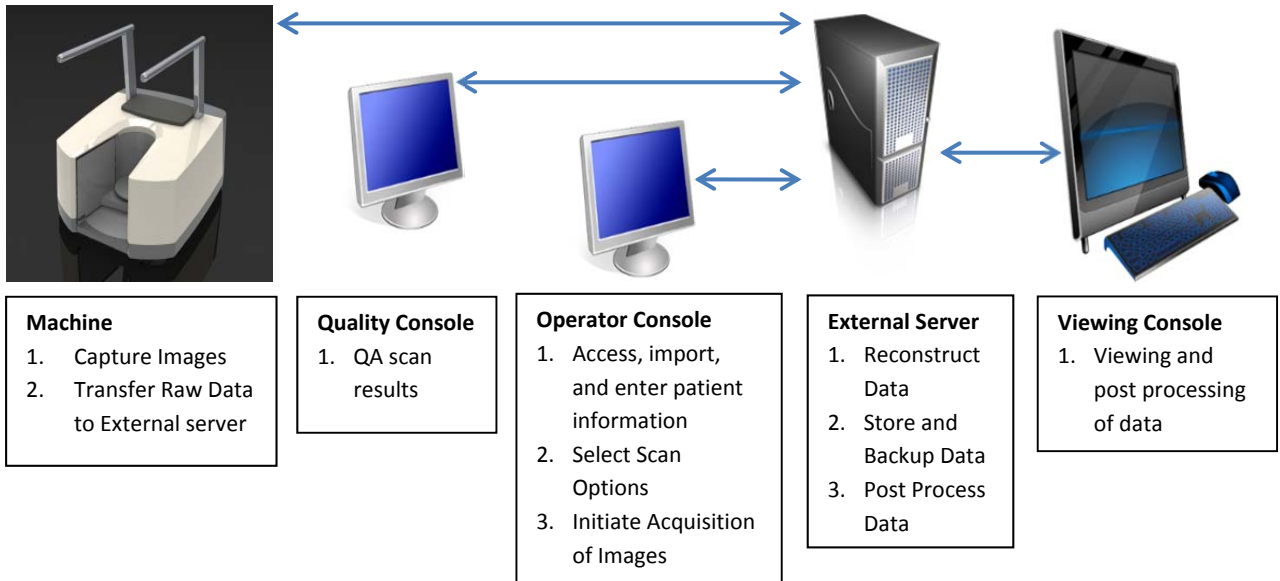 Machine
1. Capture Images
2. Transfer Raw Data
to External server
Quality Console
1. QA scan
results
Operator Console
1. Access, import,
and enter patient
information
2. Select Scan
Options
3. Initiate Acquisition
of Images
External Server
1. Reconstruct
Data
2. Store and
Backup Data
3. Post Process
Data
Viewing Console
1. Viewing and
post processing
of data